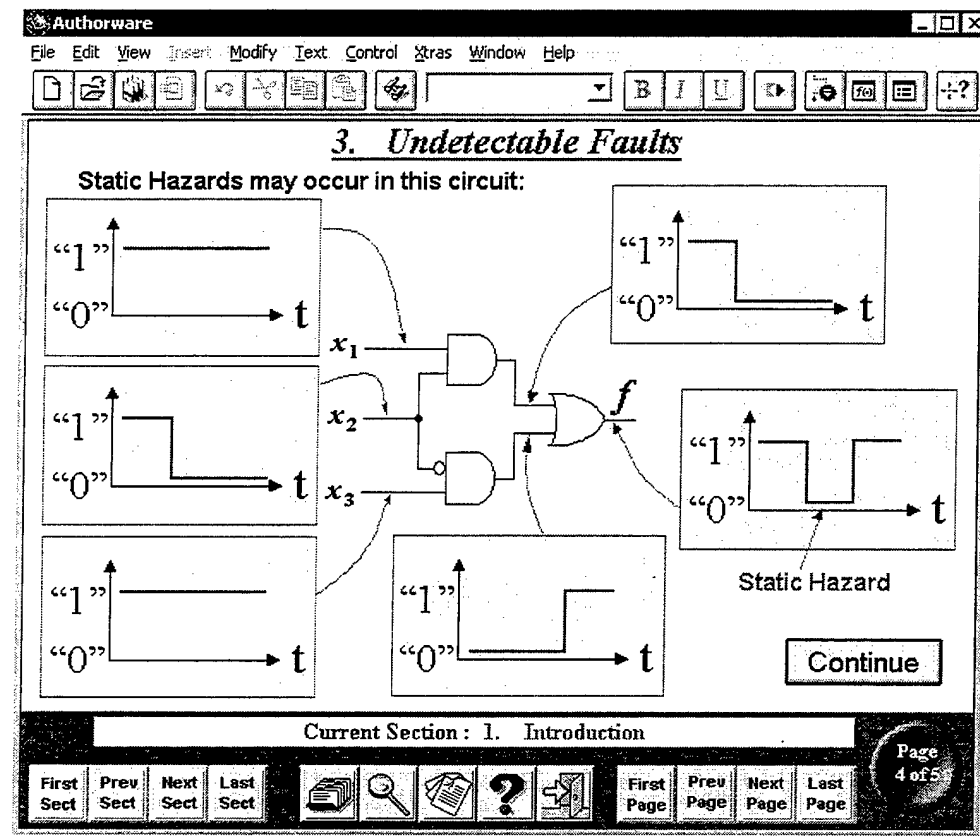 Authorware
File Edit View Insert Modify Text Control Xtras Window Help
B I U
3. Undetectable Faults
Static Hazards may occur in this circuit:
“1”
“0”
t
“1”
“0”
t
x1
x2
x3
f
“1”
“0”
t
“1”
“0”
t
Static Hazard
“1”
“0”
t
“1”
“0”
t
Continue
Current Section : 1. Introduction
Page
4 of 5
First Sect
Prev Sect
Next Sect
Last Sect
?
First Page
Prev Page
Next Page
Last Page